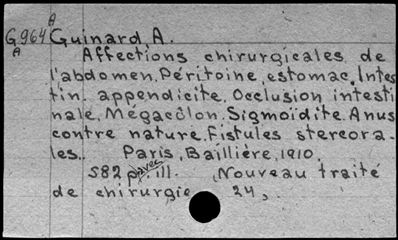 A
G964 Guinard A.
A
Affections chirurgicales de
l'abdomen. Péritoine, estomac. Intes
tin. appendicite. Occlusion intesti
nale. Mégacôlon. Sigmoïdite. Anus
contre nature. Fistules stercora-
les. Paris, Baillière, 1910.
582 p. avec ill. (Nouveau traité
de chirurgie 24,